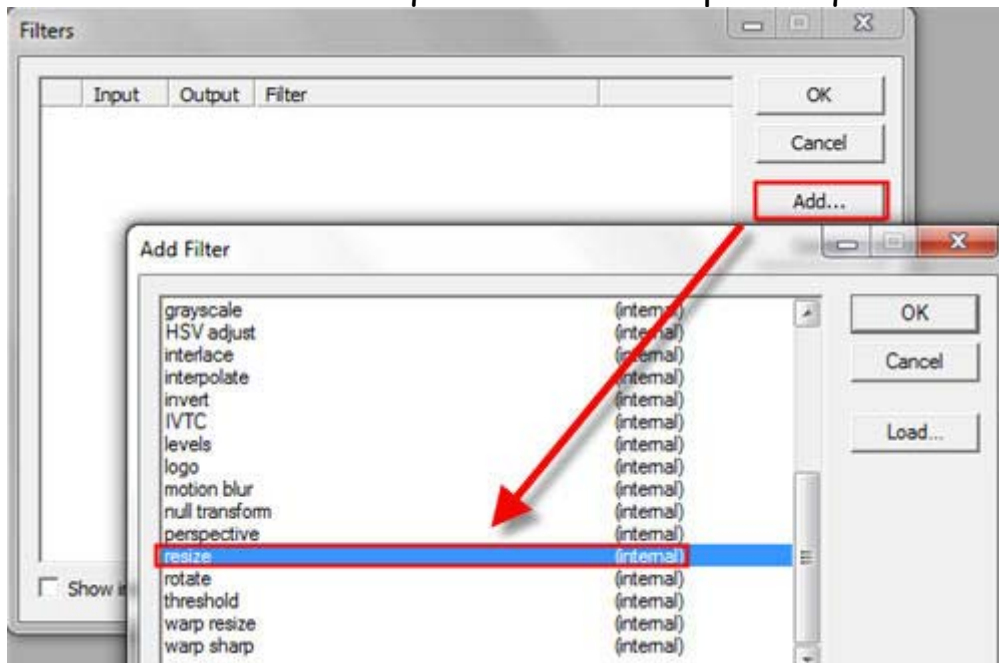 Filters
Input Output Filter
OK
Cancel
Add...
Add Filter
grayscale (internal)
HSV adjust (internal)
interlace (internal)
interpolate (internal)
invert (internal)
IVTC (internal)
levels (internal)
logo (internal)
motion blur (internal)
null transform (internal)
perspective (internal)
resize (internal)
rotate (internal)
threshold (internal)
warp resize (internal)
warp sharp (internal)
OK
Cancel
Load...
Show